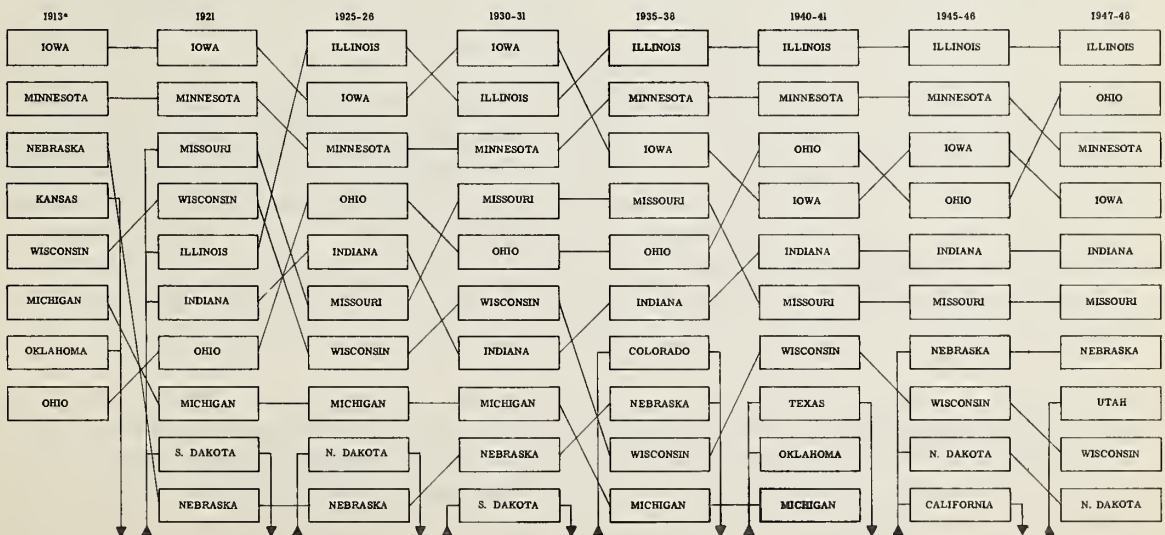 1913* 1921 1925-26 1930-31 1935-38 1940-41 1945-46 1947-48
IOWA IOWA ILLINOIS IOWA ILLINOIS ILLINOIS ILLINOIS ILLINOIS
MINNESOTA MINNESOTA IOWA ILLINOIS MINNESOTA MINNESOTA MINNESOTA OHIO
NEBRASKA MISSOURI MINNESOTA MINNESOTA IOWA OHIO IOWA MINNESOTA
KANSAS WISCONSIN OHIO MISSOURI MISSOURI IOWA OHIO IOWA
WISCONSIN ILLINOIS INDIANA OHIO OHIO INDIANA INDIANA INDIANA
MICHIGAN INDIANA MISSOURI WISCONSIN INDIANA MISSOURI MISSOURI MISSOURI
OKLAHOMA OHIO WISCONSIN INDIANA COLORADO WISCONSIN NEBRASKA NEBRASKA
OHIO MICHIGAN MICHIGAN MICHIGAN NEBRASKA TEXAS WISCONSIN UTAH
S. DAKOTA N. DAKOTA NEBRASKA WISCONSIN OKLAHOMA N. DAKOTA WISCONSIN
NEBRASKA NEBRASKA S. DAKOTA MICHIGAN MICHIGAN CALIFORNIA N. DAKOTA